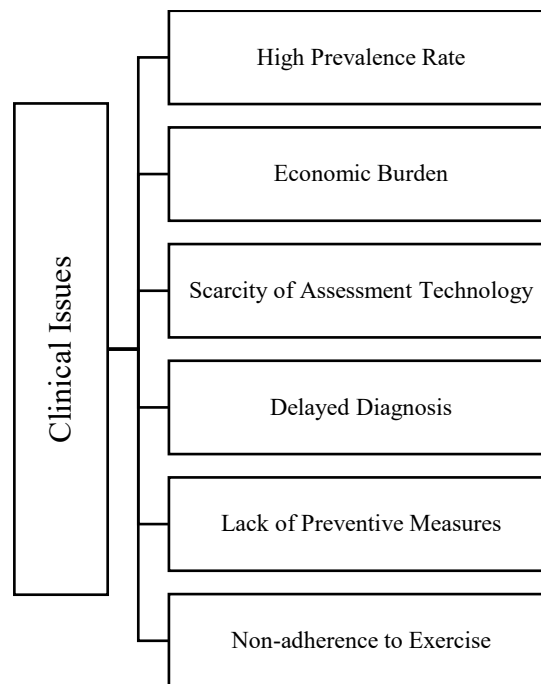 Clinical Issues
High Prevalence Rate
Economic Burden
Scarcity of Assessment Technology
Delayed Diagnosis
Lack of Preventive Measures
Non-adherence to Exercise